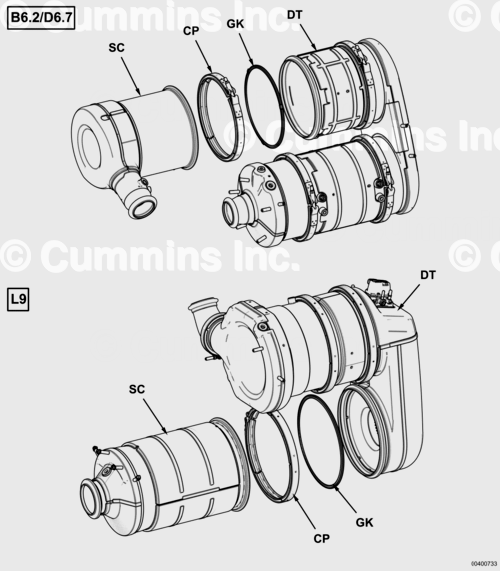 © Cummins Inc.
B6.2/D6.7
DT
GK
CP
SC
© Cummins Inc.
© Cummins Inc.
L9
DT
SC
GK
CP
00400733